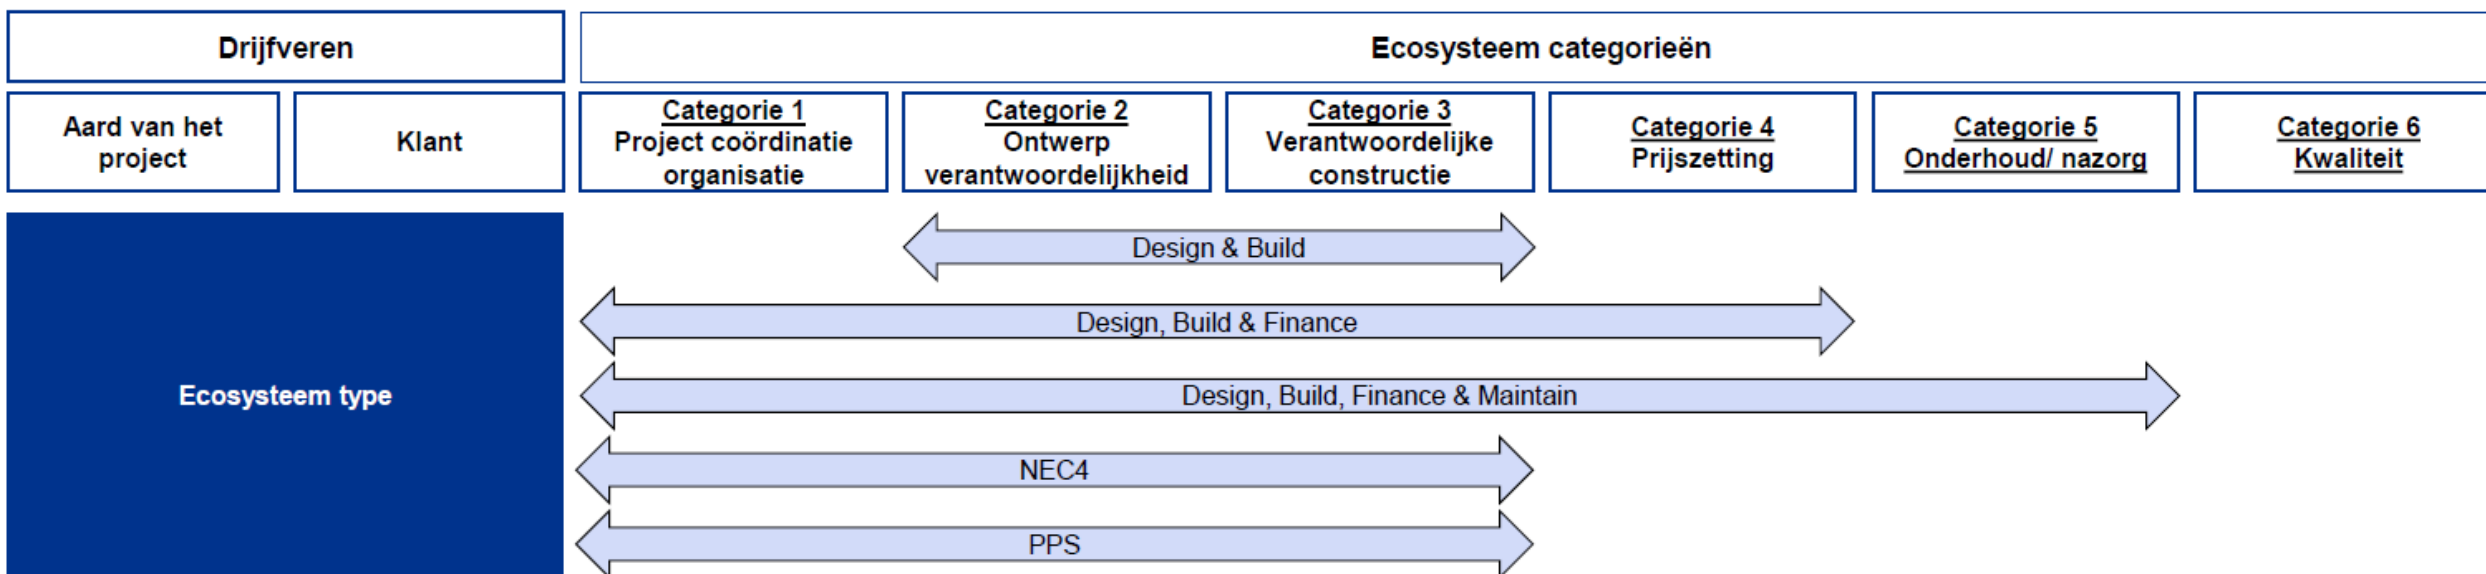 Drijfveren
Ecosysteem categorieën
Aard van het
project
Klant
Categorie 1
Project coördinatie
organisatie
Categorie 2
Ontwerp
verantwoordelijkheid
Categorie 3
Verantwoordelijke
constructie
Categorie 4
Prijszetting
Categorie 5
Onderhoud/ nazorg
Categorie 6
Kwaliteit
Ecosysteem type
Design & Build
Design, Build & Finance
Design, Build, Finance & Maintain
NEC4
PPS